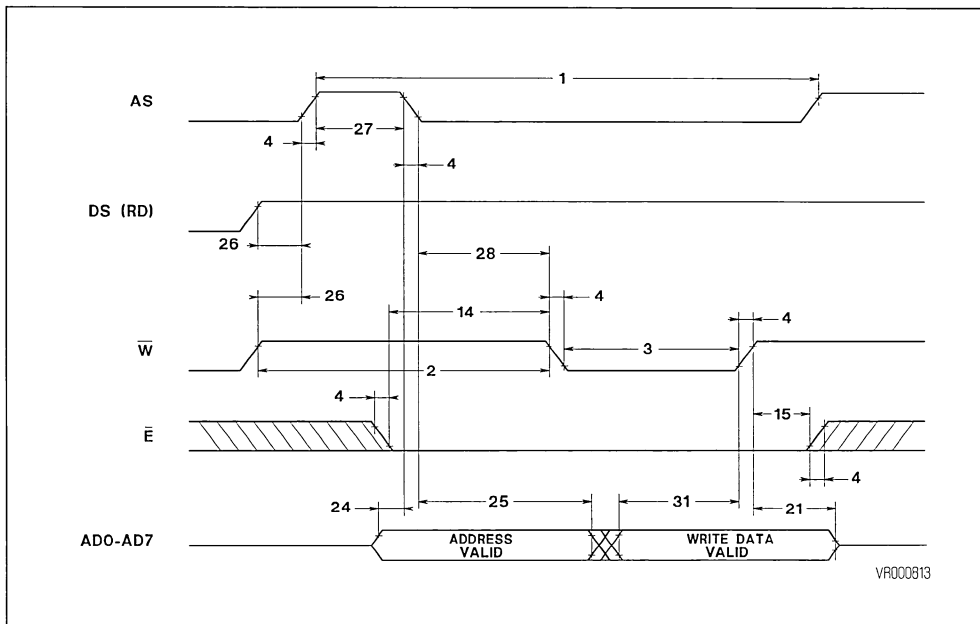 1
AS
27
4
4
DS (RD)
26
28
26
4
14
4
W̅
3
2
4
15
E̅
4
24
25
31
21
AD0-AD7
ADDRESS
VALID
WRITE DATA
VALID
VR000813